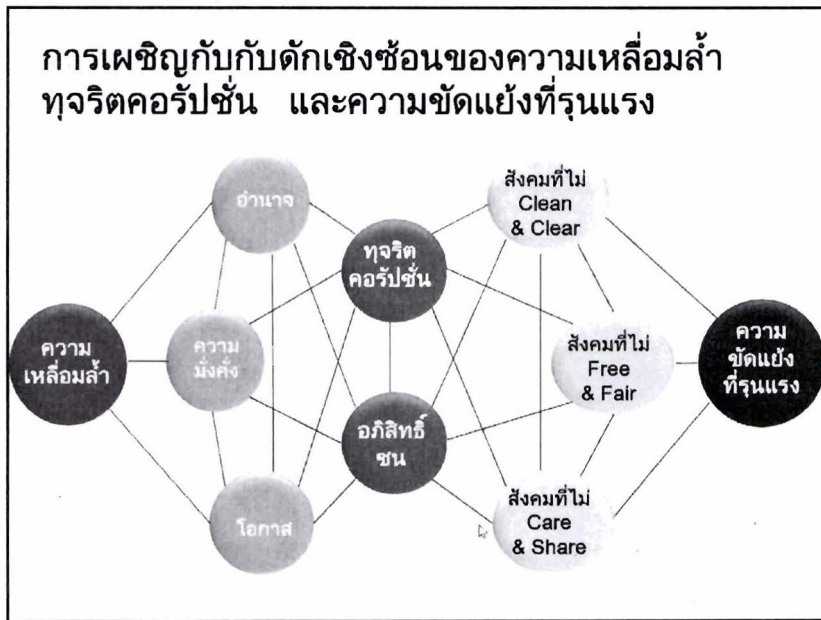 การเผชิญกับกับดักเชิงซ้อนของความเหลื่อมล้ำ
ทุจริตคอรัปชั่น และความขัดแย้งที่รุนแรง
อำนาจ
สังคมที่ไม่
Clean
& Clear
ทุจริต
คอรัปชั่น
ความ
เหลื่อมล้ำ
ความ
มั่งคั่ง
สังคมที่ไม่
Free
& Fair
ความ
ขัดแย้ง
ที่รุนแรง
อภิสิทธิ์
ชน
โอกาส
สังคมที่ไม่
Care
& Share